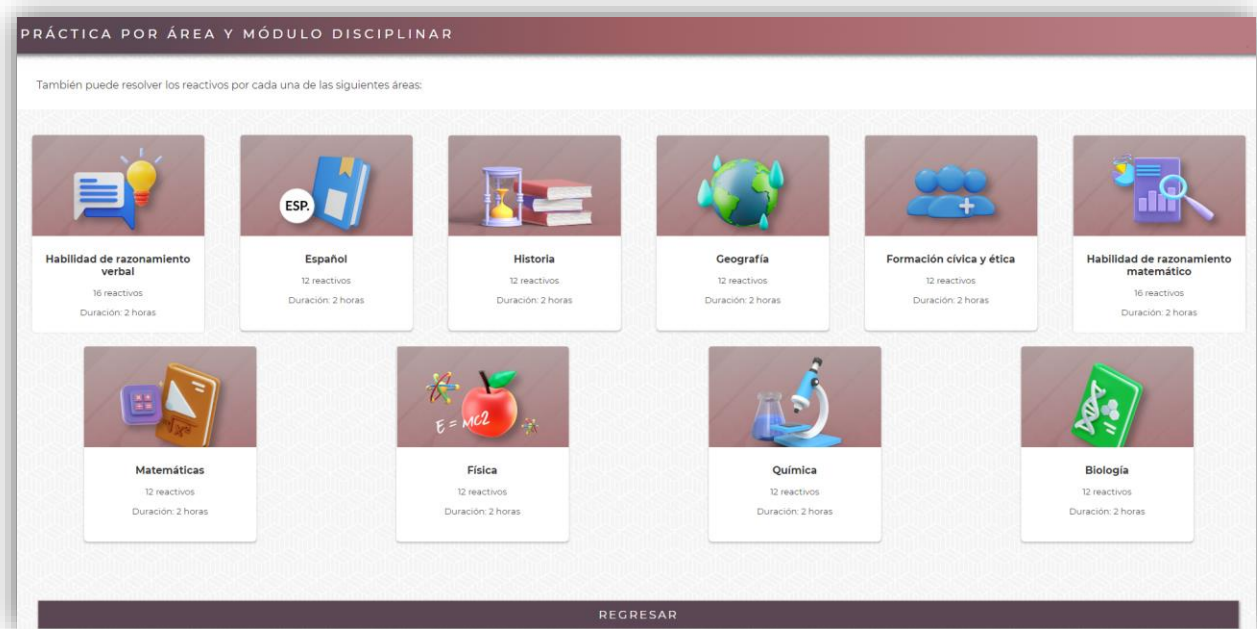 PRÁCTICA POR ÁREA Y MÓDULO DISCIPLINAR
También puede resolver los reactivos por cada una de las siguientes áreas:
Habilidad de razonamiento
verbal
16 reactivos
Duración: 2 horas
ESP.
Español
12 reactivos
Duración: 2 horas
Historia
12 reactivos
Duración: 2 horas
Geografía
12 reactivos
Duración: 2 horas
Formación cívica y ética
12 reactivos
Duración: 2 horas
Habilidad de razonamiento
matemático
16 reactivos
Duración: 2 horas
Matemáticas
12 reactivos
Duración: 2 horas
E = mc2
Física
12 reactivos
Duración: 2 horas
Química
12 reactivos
Duración: 2 horas
Biología
12 reactivos
Duración: 2 horas
REGRESAR